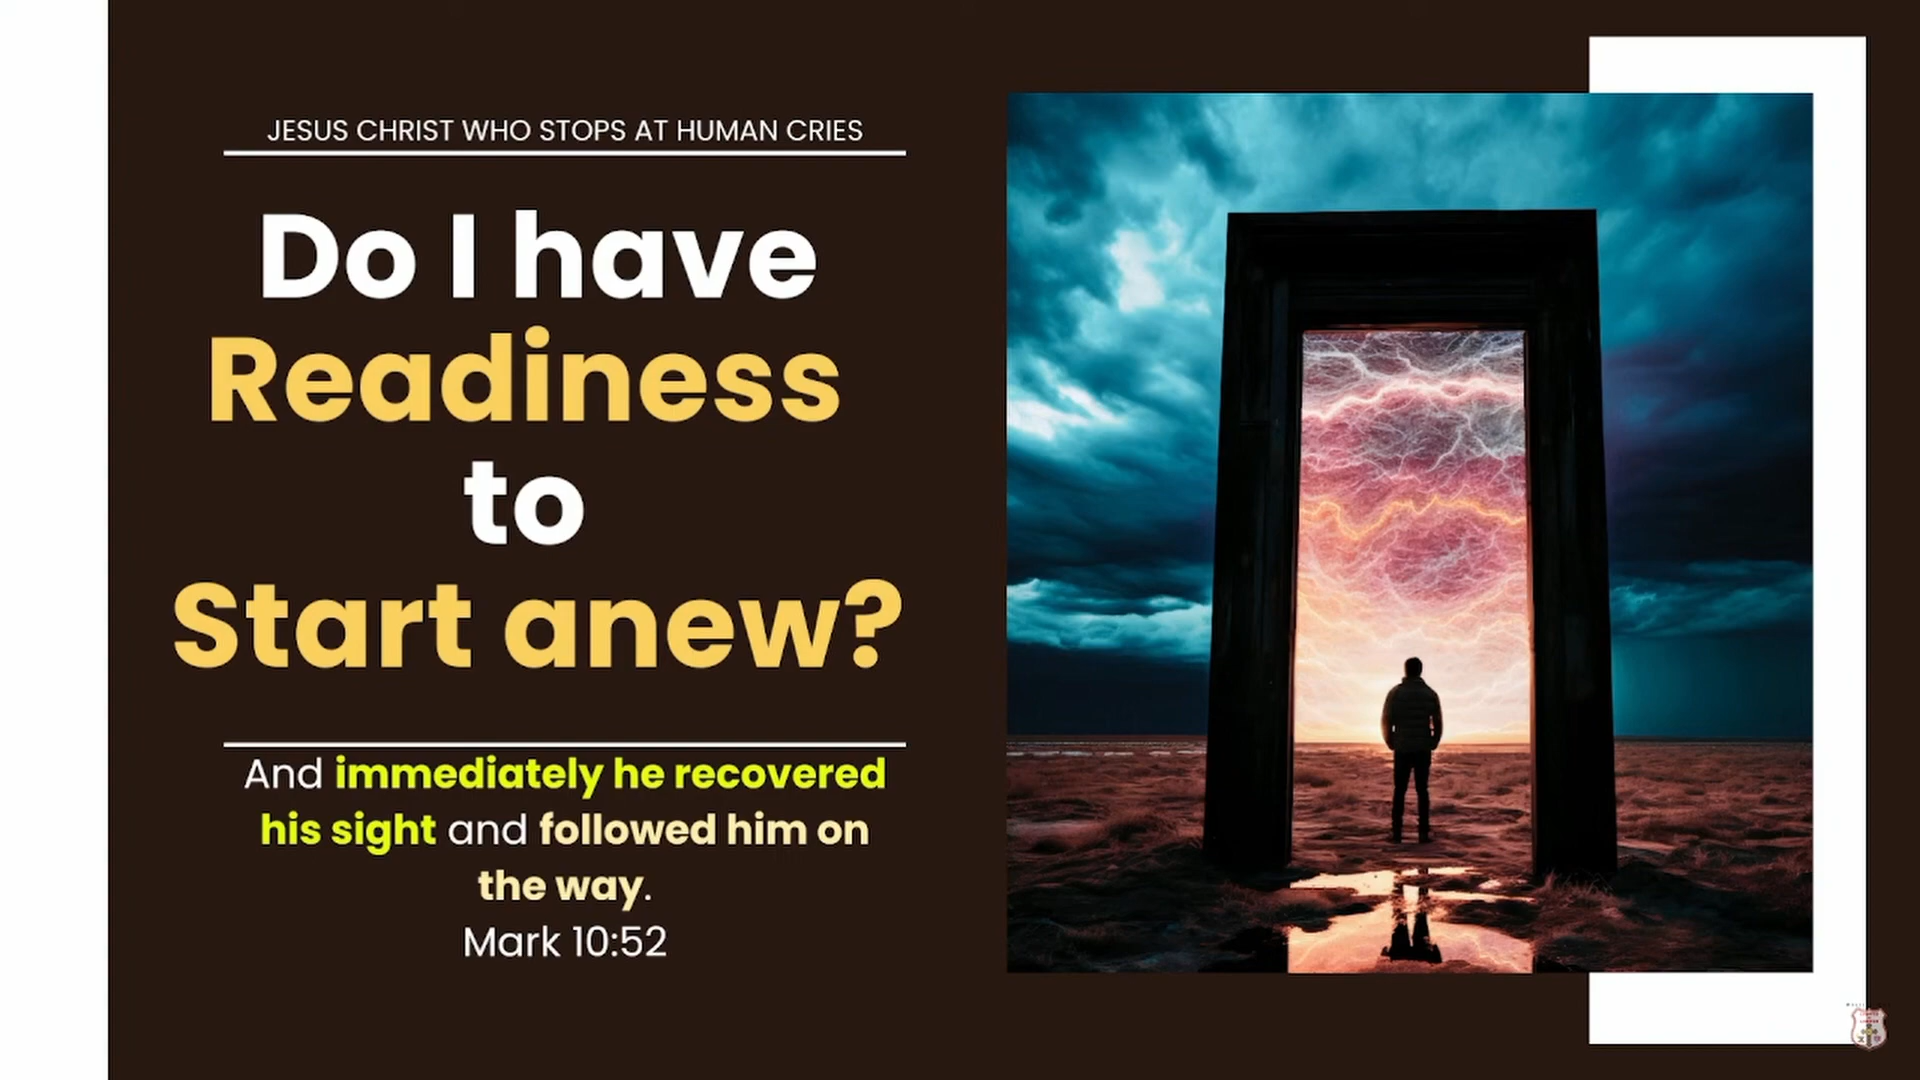 JESUS CHRIST WHO STOPS AT HUMAN CRIES
Do I have
Readiness
to
Start anew?
And immediately he recovered
his sight and followed him on
the way.
Mark 10:52